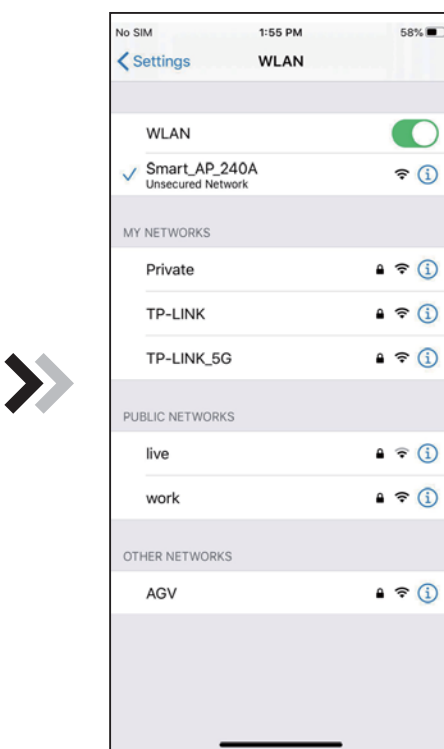 No SIM 1:55 PM 58%
Settings WLAN
WLAN
Smart_AP_240A
Unsecured Network
MY NETWORKS
Private
TP-LINK
TP-LINK_5G
PUBLIC NETWORKS
live
work
OTHER NETWORKS
AGV